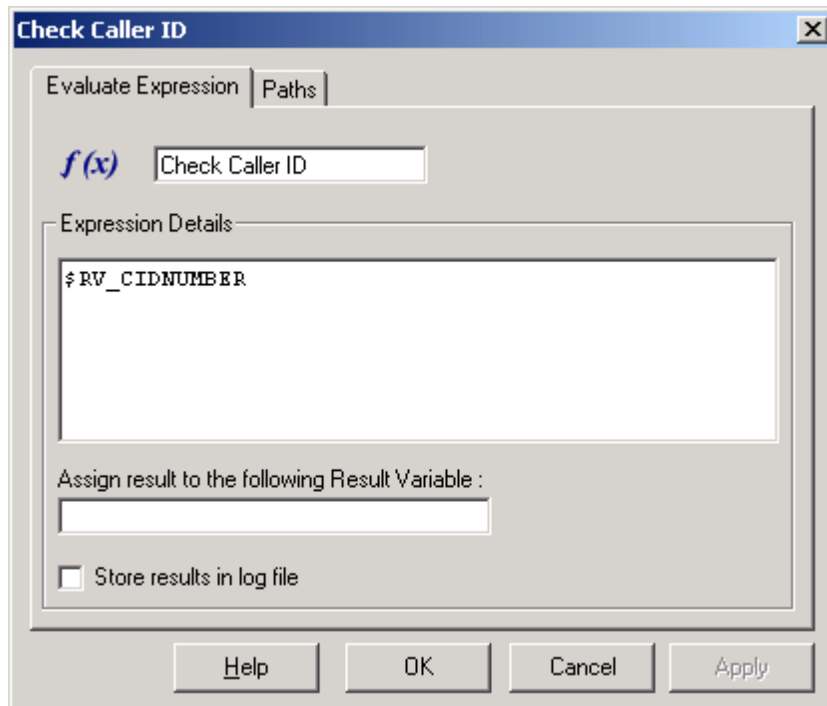 Check Caller ID
Evaluate Expression Paths
f (x) Check Caller ID
Expression Details
$RV_CIDNUMBER
Assign result to the following Result Variable :
Store results in log file
Help OK Cancel Apply